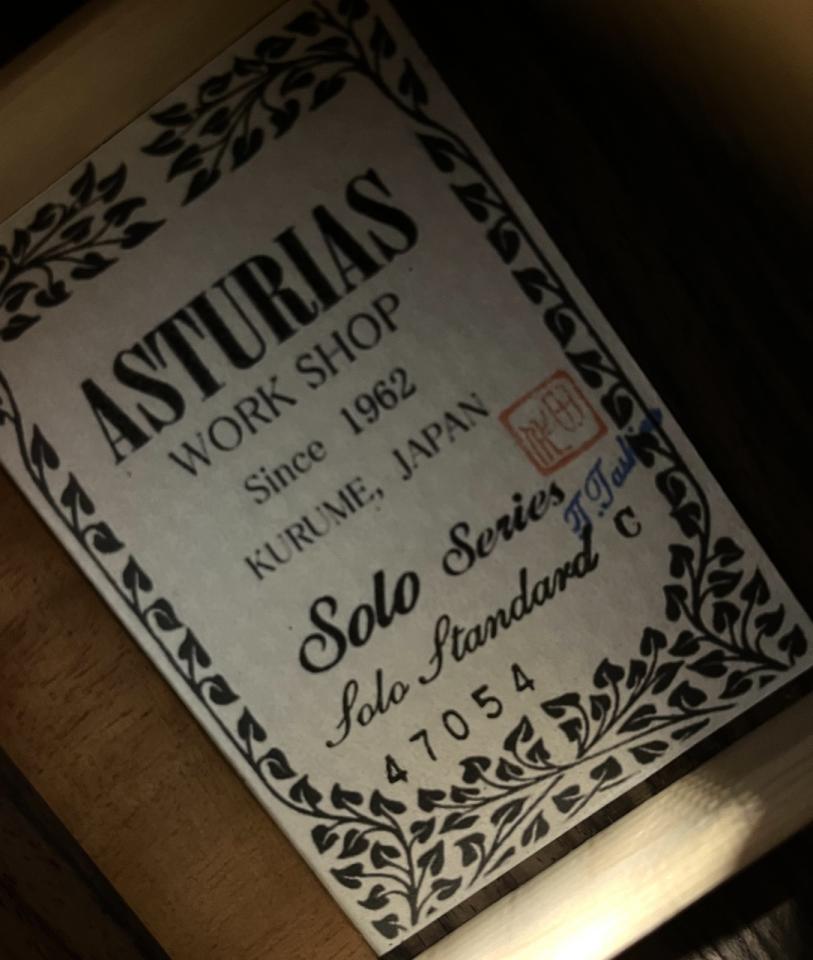 ASTURIAS
WORK SHOP
Since 1962
KURUME, JAPAN
Solo Series
Solo Standard C
47054